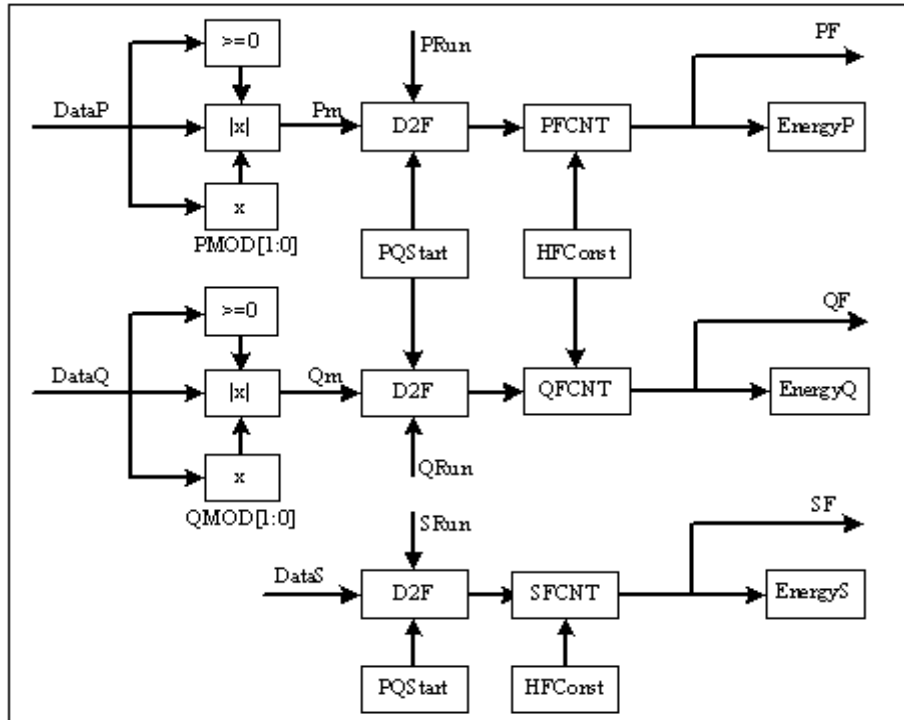 >=0
PRun
PF
DataP
|x|
Pm
D2F
PFCNT
EnergyP
x
PMOD[1:0]
PQStart
HFConst
>=0
QF
DataQ
|x|
Qm
D2F
QFCNT
EnergyQ
x
QRun
QMOD[1:0]
SRun
SF
DataS
D2F
SFCNT
EnergyS
PQStart
HFConst